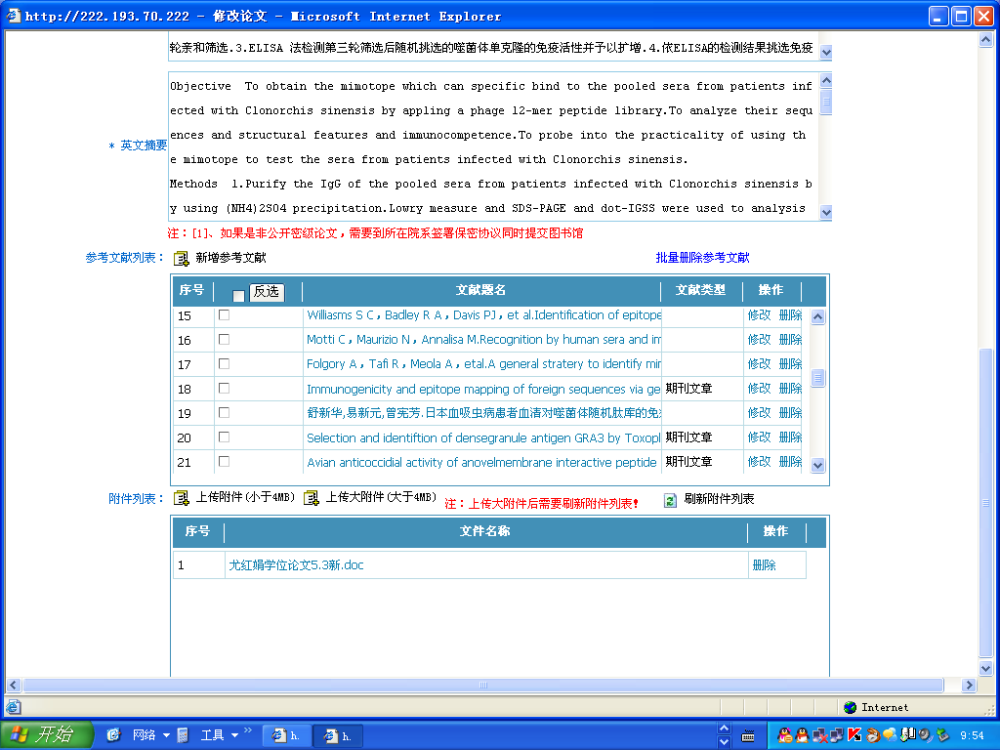 http://222.193.70.222 - 修改论文 - Microsoft Internet Explorer
轮亲和筛选.3.ELISA 法检测第三轮筛选后随机挑选的噬菌体单克隆的免疫活性并予以扩增.4.依ELISA的检测结果挑选免疫
Objective  To obtain the mimotope which can specific bind to the pooled sera from patients inf
ected with Clonorchis sinensis by appling a phage 12-mer peptide library.To analyze their sequ
ences and structural features and immunocompetence.To probe into the practicality of using th
* 英文摘要
e mimotope to test the sera from patients infected with Clonorchis sinensis.
Methods  1.Purify the IgG of the pooled sera from patients infected with Clonorchis sinensis b
y using (NH4)2SO4 precipitation.Lowry measure and SDS-PAGE and dot-IGSS were used to analysis
注：[1]、如果是非公开密级论文，需要到所在院系签署保密协议同时提交图书馆
参考文献列表： 新增参考文献 批量删除参考文献
序号 反选 文献题名 文献类型 操作
15 Williasms S C，Badley R A，Davis PJ，et al.Identification of epitope 修改 删除
16 Motti C，Maurizio N，Annalisa M.Recognition by human sera and im 修改 删除
17 Folgory A，Tafi R，Meola A，etal.A general stratery to identify mir 修改 删除
18 Immunogenicity and epitope mapping of foreign sequences via ge 期刊文章 修改 删除
19 舒新华,易新元,曾宪芳.日本血吸虫病患者血清对噬菌体随机肽库的免 修改 删除
20 Selection and identiftion of densegranule antigen GRA3 by Toxopl 期刊文章 修改 删除
21 Avian anticoccidial activity of anovelmembrane interactive peptide 期刊文章 修改 删除
附件列表： 上传附件(小于4MB) 上传大附件(大于4MB) 注：上传大附件后需要刷新附件列表！ 刷新附件列表
序号 文件名称 操作
1 尤红娟学位论文5.3新.doc 删除
Internet
开始 网络 工具 » h. h. 9:54